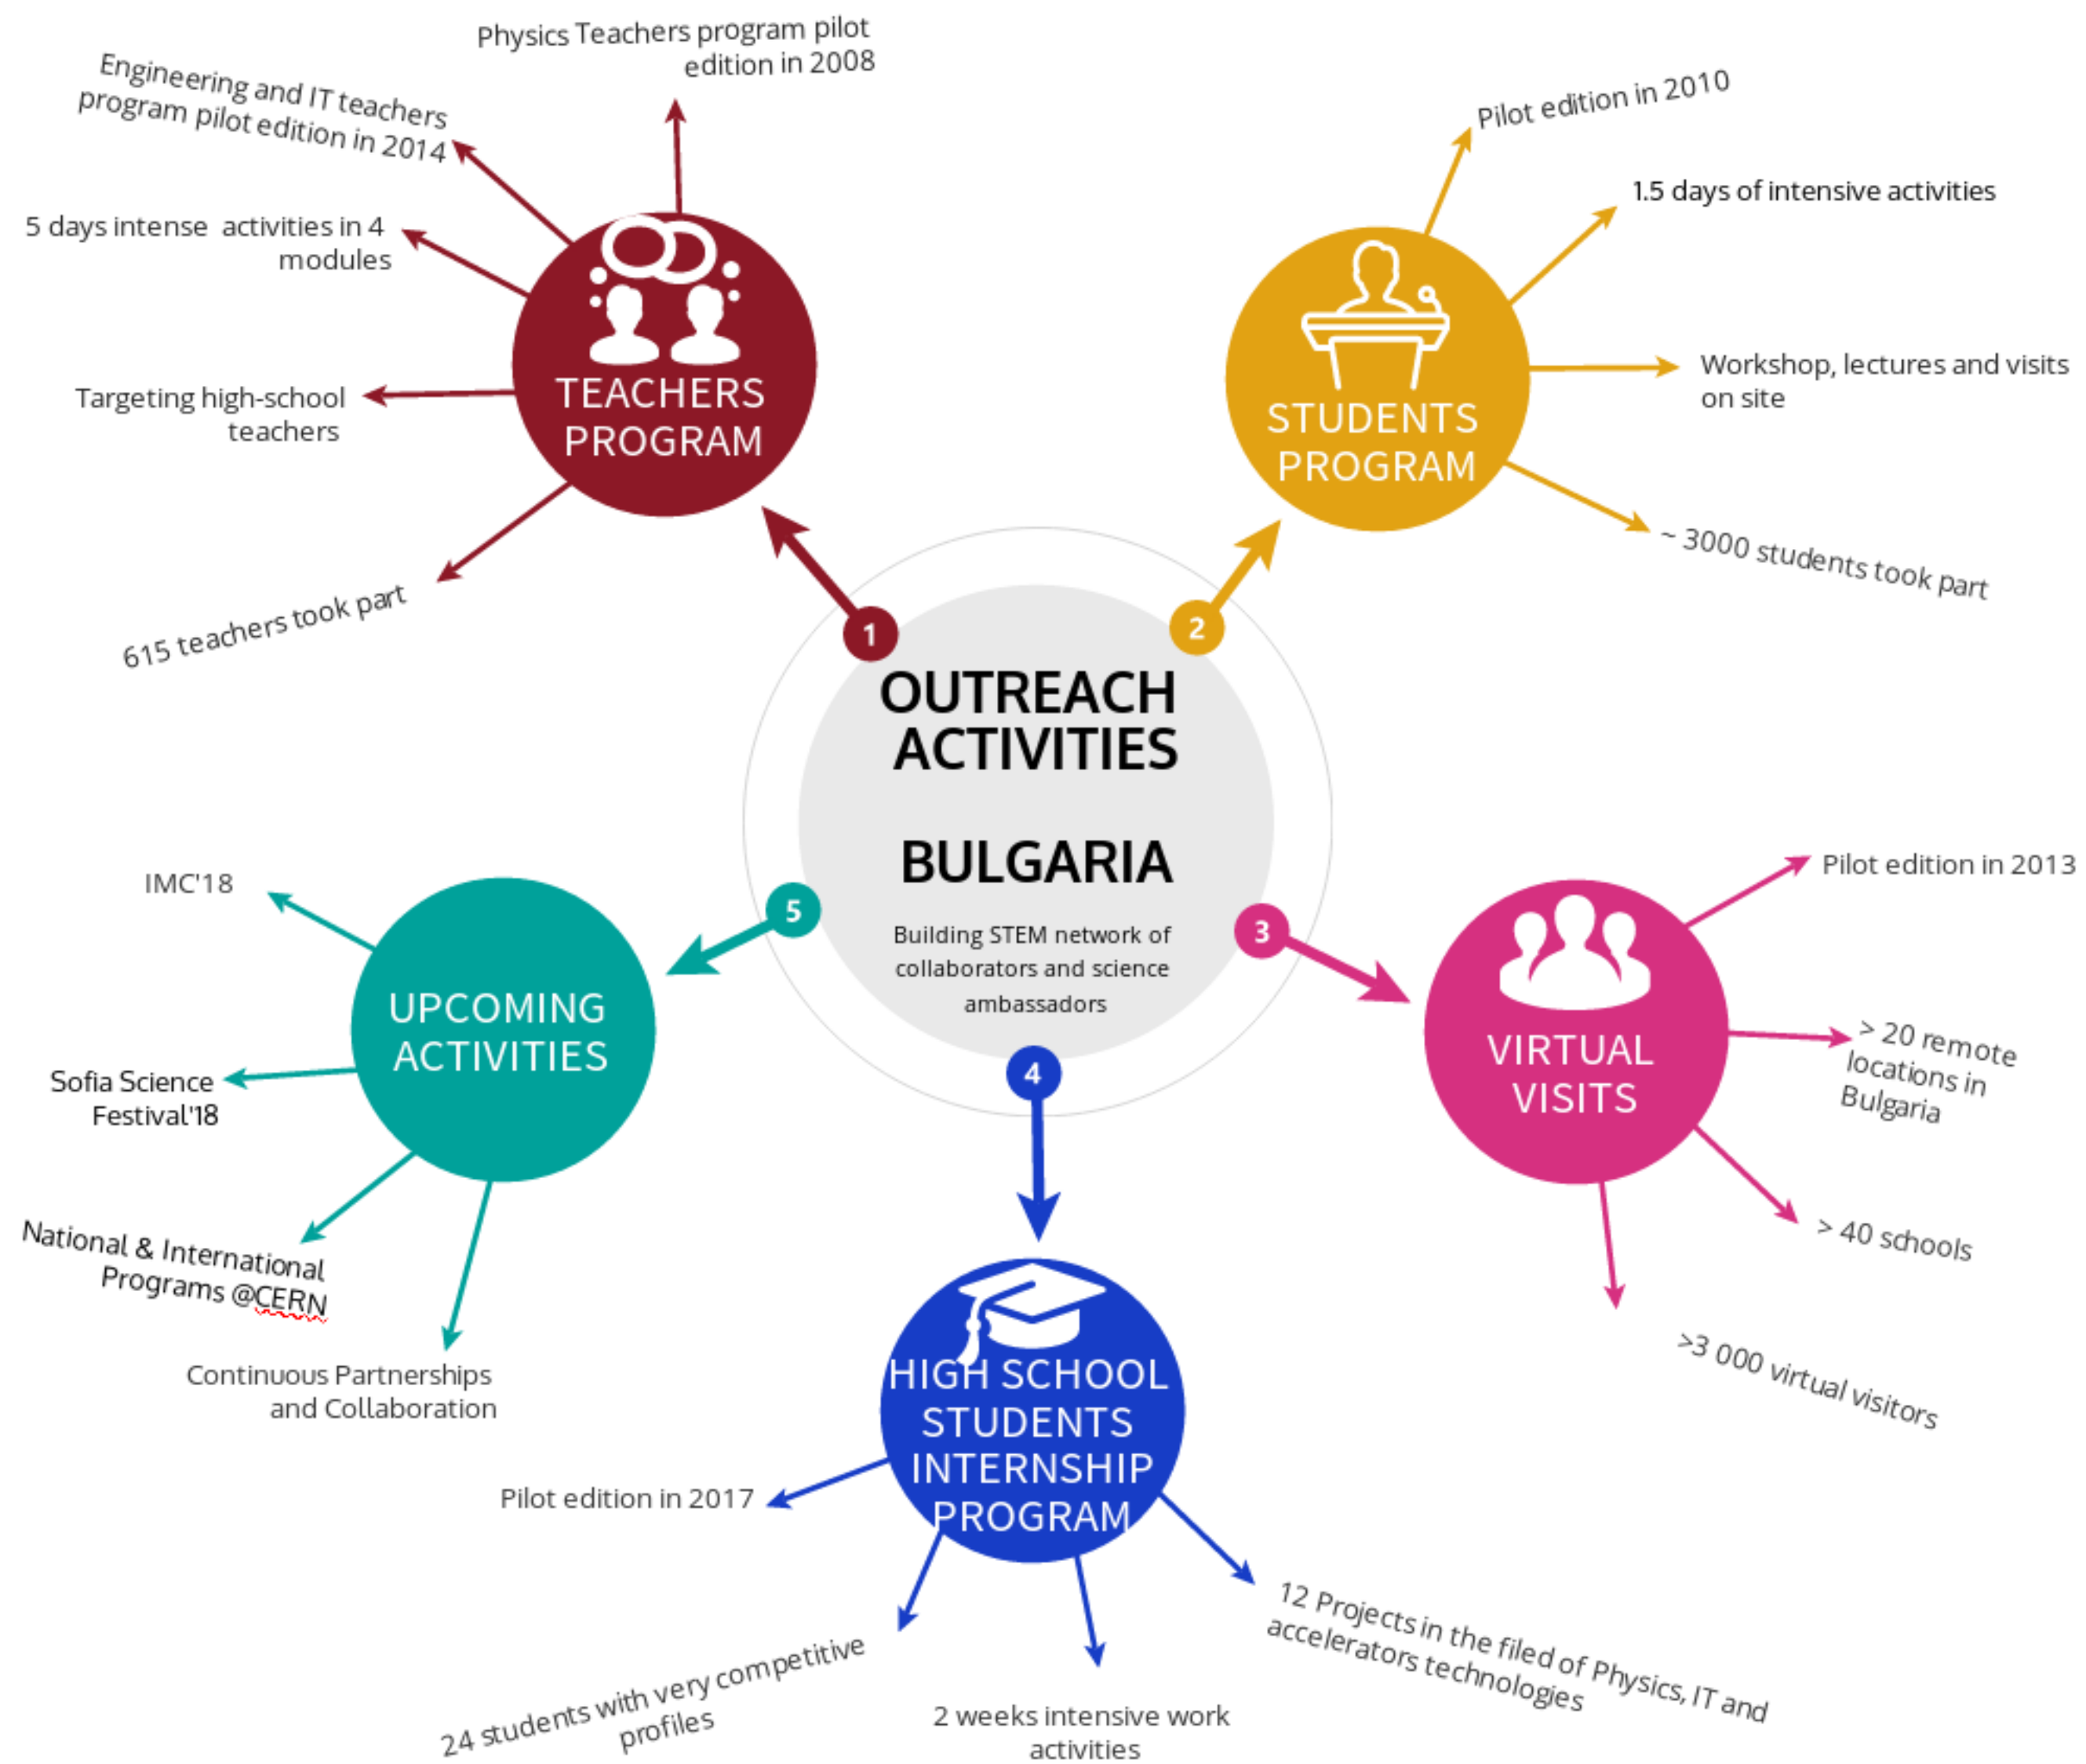 OUTREACH
ACTIVITIES
BULGARIA
Building STEM network of
collaborators and science
ambassadors
1
TEACHERS
PROGRAM
Physics Teachers program pilot
edition in 2008
Engineering and IT teachers
program pilot edition in 2014
5 days intense activities in 4
modules
Targeting high-school
teachers
615 teachers took part
2
STUDENTS
PROGRAM
Pilot edition in 2010
1.5 days of intensive activities
Workshop, lectures and visits
on site
~ 3000 students took part
3
VIRTUAL
VISITS
Pilot edition in 2013
> 20 remote
locations in
Bulgaria
> 40 schools
>3 000 virtual visitors
4
HIGH SCHOOL
STUDENTS
INTERNSHIP
PROGRAM
Pilot edition in 2017
24 students with very competitive
profiles
2 weeks intensive work
activities
12 Projects in the filed of Physics, IT and
accelerators technologies
5
UPCOMING
ACTIVITIES
IMC'18
Sofia Science
Festival'18
National & International
Programs @CERN
Continuous Partnerships
and Collaboration